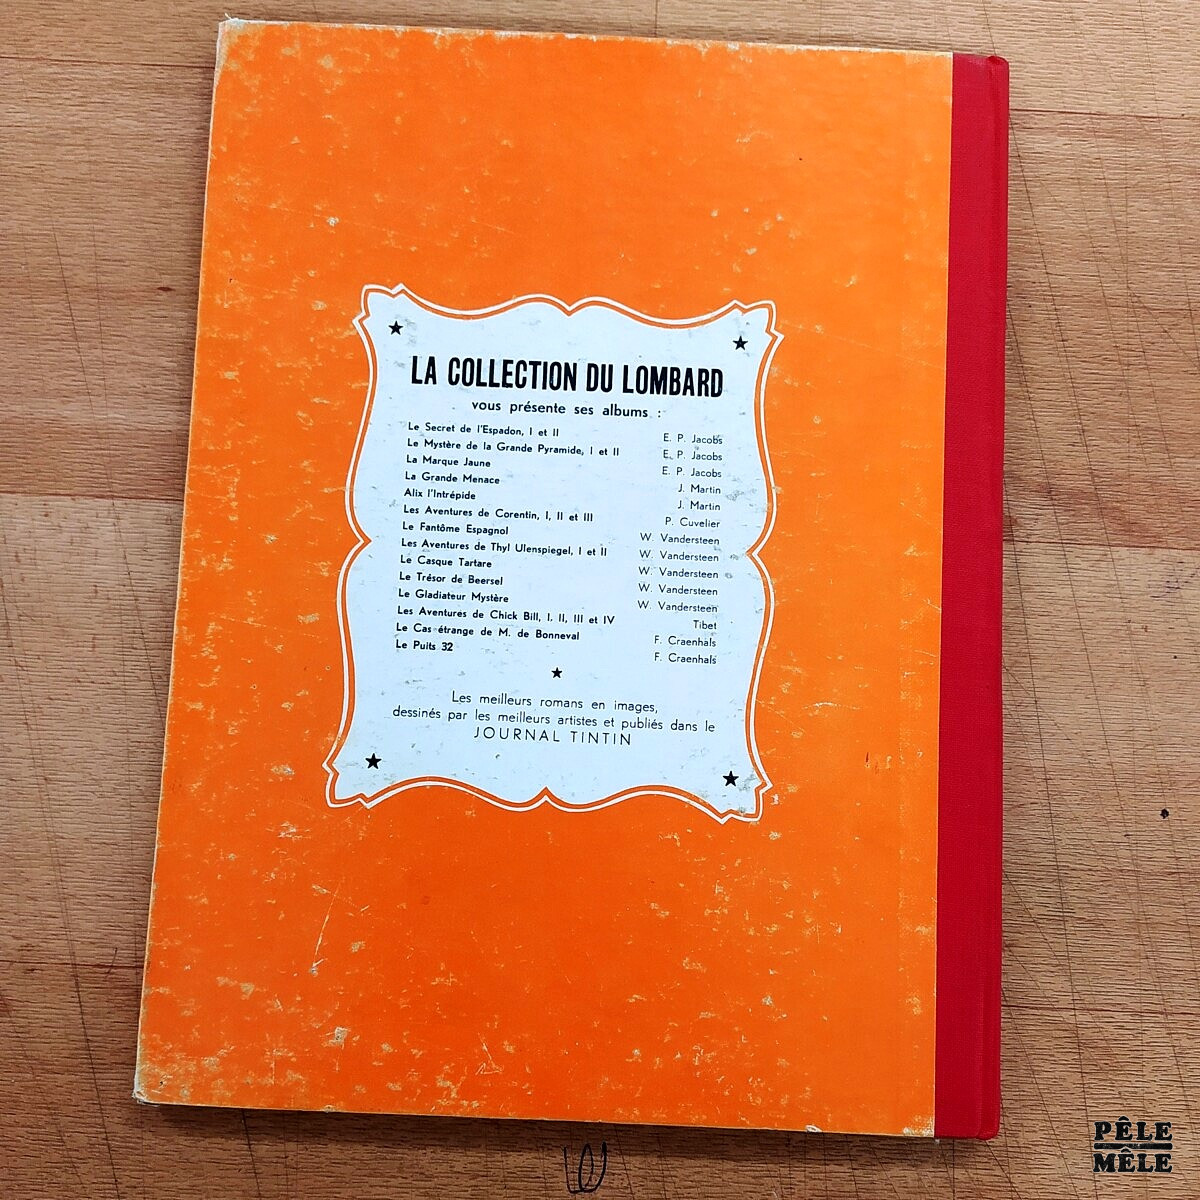 LA COLLECTION DU LOMBARD
vous présente ses albums :
Le Secret de l'Espadon, I et II E. P. Jacobs
Le Mystère de la Grande Pyramide, I et II E. P. Jacobs
La Marque Jaune E. P. Jacobs
La Grande Menace J. Martin
Alix l'Intrépide J. Martin
Les Aventures de Corentin, I, II et III P. Cuvelier
Le Fantôme Espagnol W. Vandersteen
Les Aventures de Thyl Ulenspiegel, I et II W. Vandersteen
Le Casque Tartare W. Vandersteen
Le Trésor de Beersel W. Vandersteen
Le Gladiateur Mystère W. Vandersteen
Les Aventures de Chick Bill, I, II, III et IV Tibet
Le Cas étrange de M. de Bonneval F. Craenhals
Le Puits 32 F. Craenhals
Les meilleurs romans en images,
dessinés par les meilleurs artistes et publiés dans le
JOURNAL TINTIN
PÊLE
MÊLE